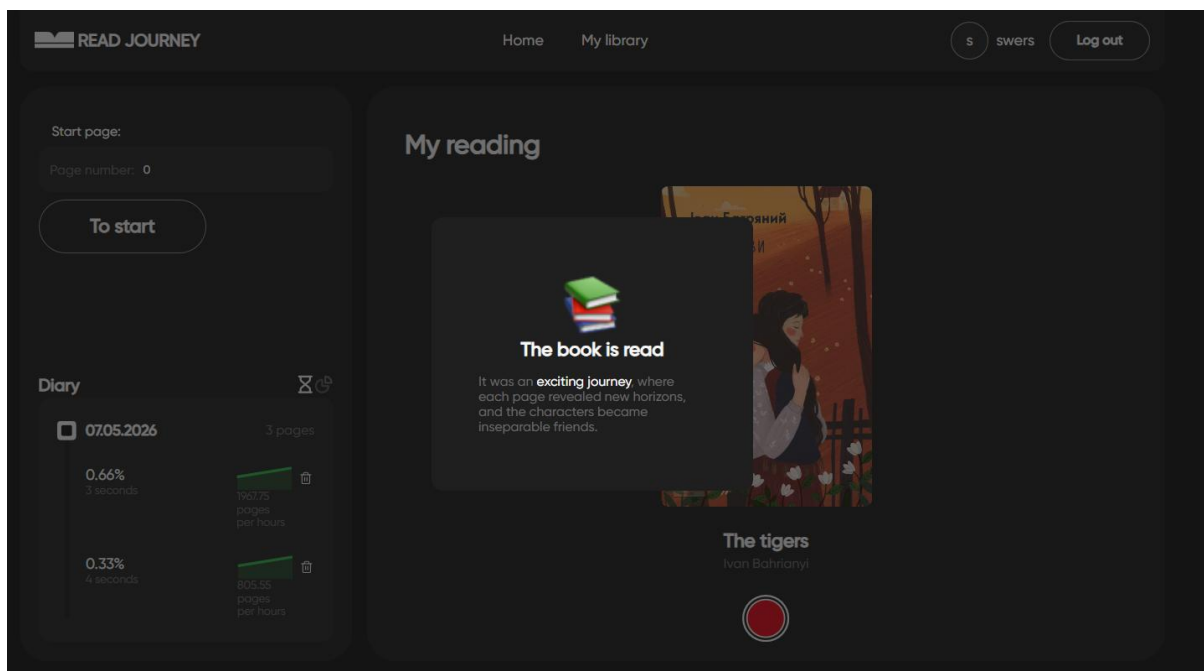 READ JOURNEY
Home
My library
s
swers
Log out
Start page:
Page number: 0
To start
Diary
07.05.2026
3 pages
0.66%
3 seconds
1967.75
pages
per hours
0.33%
4 seconds
805.55
pages
per hours
My reading
The book is read
It was an exciting journey, where
each page revealed new horizons,
and the characters became
inseparable friends.
The tigers
Ivan Bahrianyi